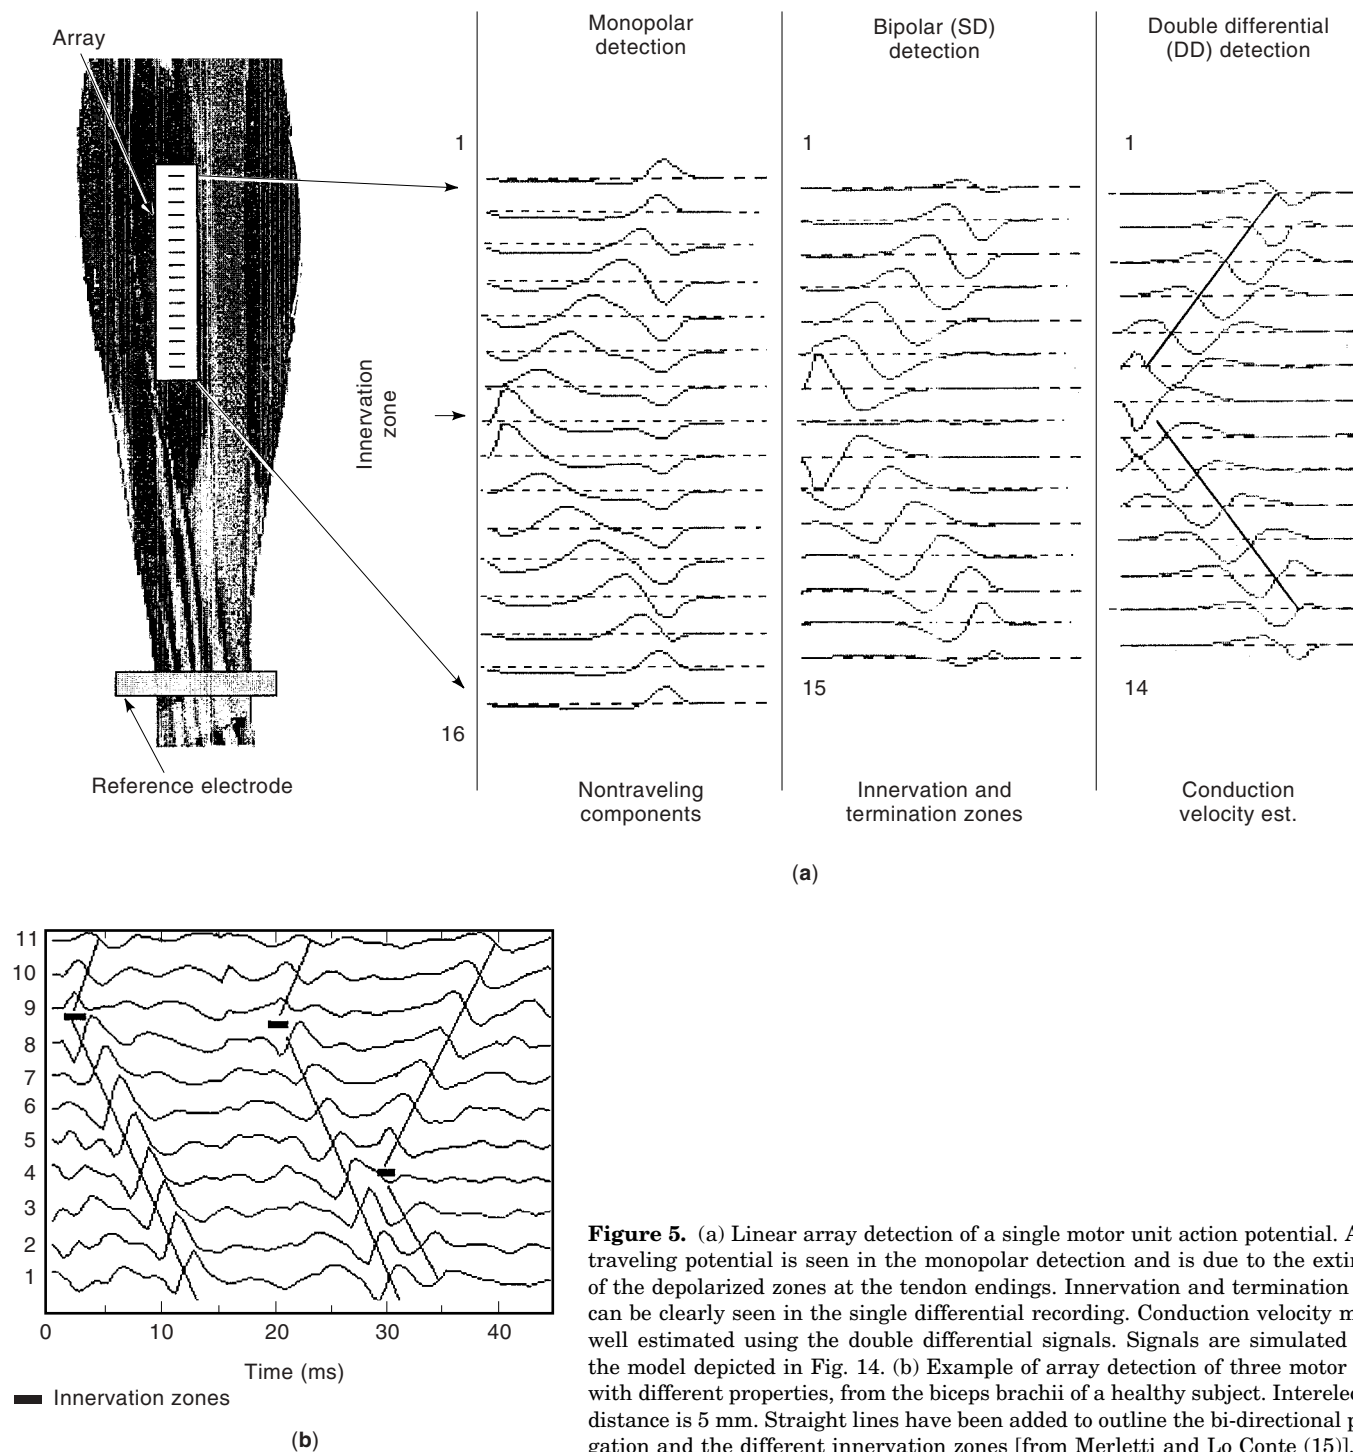 Array
Monopolar
detection
Bipolar (SD)
detection
Double differential
(DD) detection
1
1
1
Innervation
zone
16
15
14
Reference electrode
Nontraveling
components
Innervation and
termination zones
Conduction
velocity est.
(a)
11
10
9
8
7
6
5
4
3
2
1
0 10 20 30 40
Time (ms)
Innervation zones
(b)
Figure 5. (a) Linear array detection of a single motor unit action potential. A
traveling potential is seen in the monopolar detection and is due to the extin
of the depolarized zones at the tendon endings. Innervation and termination
can be clearly seen in the single differential recording. Conduction velocity m
well estimated using the double differential signals. Signals are simulated
the model depicted in Fig. 14. (b) Example of array detection of three motor
with different properties, from the biceps brachii of a healthy subject. Interelec
distance is 5 mm. Straight lines have been added to outline the bi-directional p
gation and the different innervation zones [from Merletti and Lo Conte (15)].